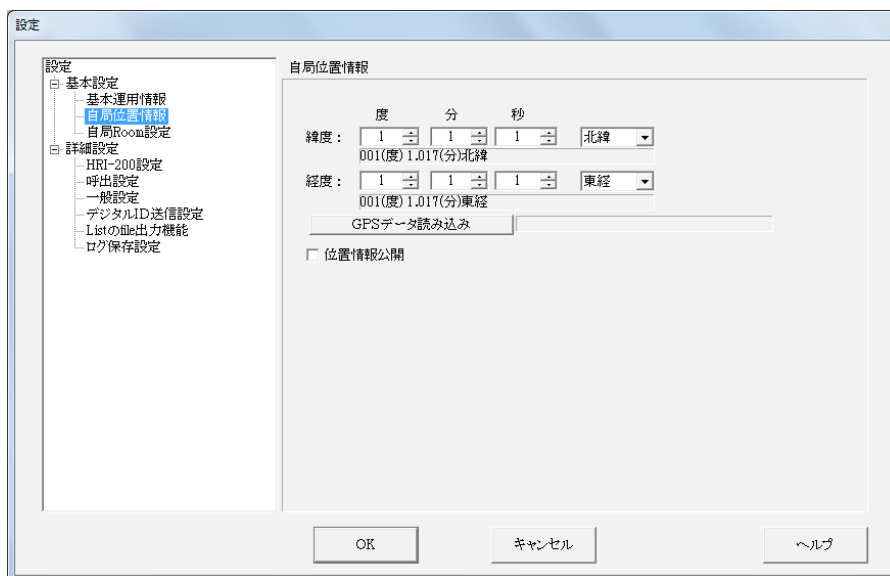 設定
設定
基本設定
基本運用情報
自局位置情報
自局Room設定
詳細設定
HRI-200設定
呼出設定
一般設定
デジタルID送信設定
Listのfile出力機能
ログ保存設定
自局位置情報
度 分 秒
緯度： 1 1 1 北緯
001(度) 1.017(分)北緯
経度： 1 1 1 東経
001(度) 1.017(分)東経
GPSデータ読み込み
位置情報公開
OK キャンセル ヘルプ